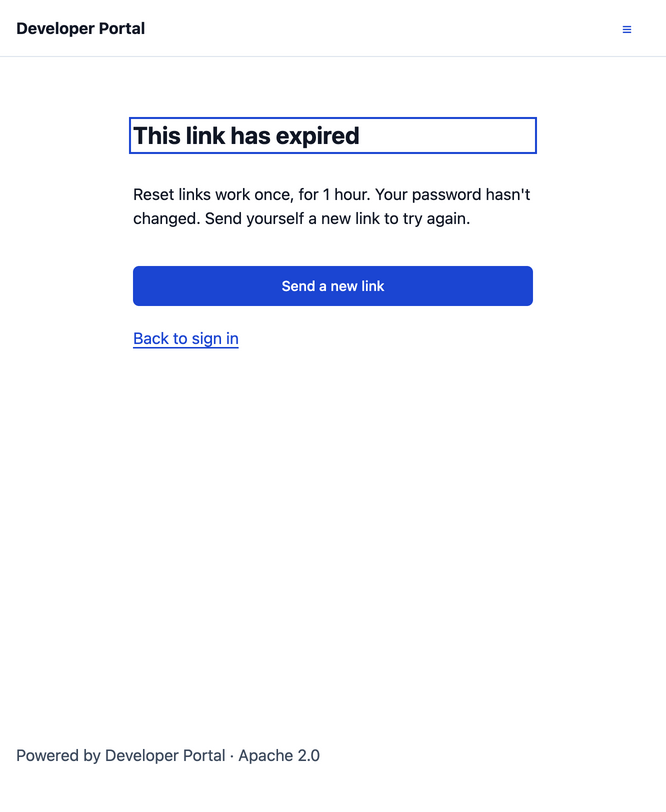 Developer Portal
This link has expired
Reset links work once, for 1 hour. Your password hasn't
changed. Send yourself a new link to try again.
Send a new link
Back to sign in
Powered by Developer Portal · Apache 2.0